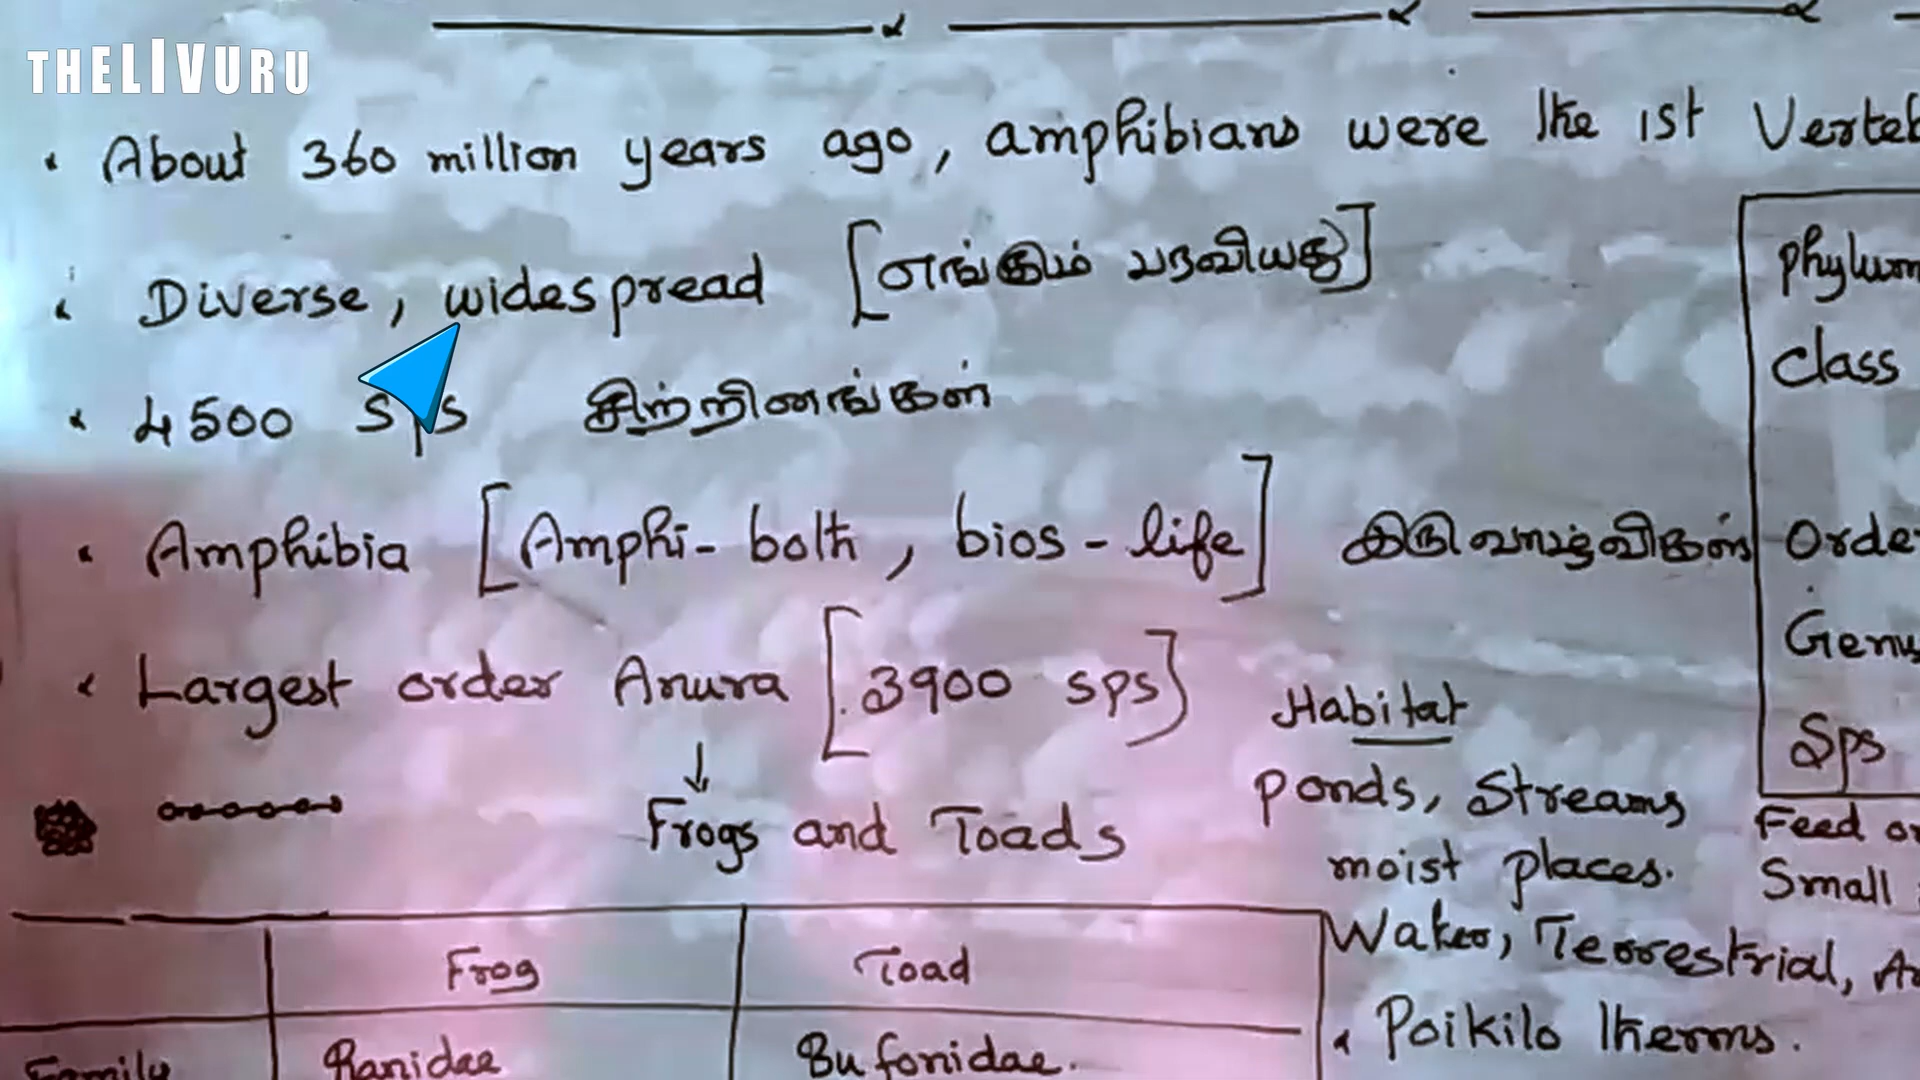 THELIVURU
• About 360 million years ago, amphibians were the 1st
• Diverse, widespread [எங்கும் பரவியது]
• 4500 sps சிற்றினங்கள்
• Amphibia [Amphi- both, bios - life] இருவாழ்விகள்
• Largest order Anura [3900 sps]
↓
Frogs and Toads
Habitat
ponds, Streams
moist places.
Water, Terrestrial,
• Poikilo therms.
Phylum
Class
Order
Genus
Sps
Feed on
Small
Frog Toad
Family Ranidae Bufonidae.